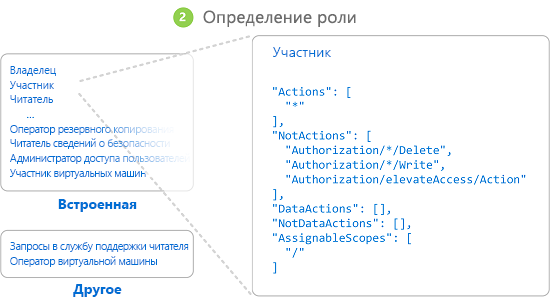 2 Определение роли
Владелец
Участник
Читатель
...
Оператор резервного копирования
Читатель сведений о безопасности
Администратор доступа пользователей
Участник виртуальных машин
Встроенная
Запросы в службу поддержки читателя
Оператор виртуальной машины
Другое
Участник
"Actions": [
"*"
],
"NotActions": [
"Authorization/*/Delete",
"Authorization/*/Write",
"Authorization/elevateAccess/Action"
],
"DataActions": [],
"NotDataActions": [],
"AssignableScopes": [
"/"
]